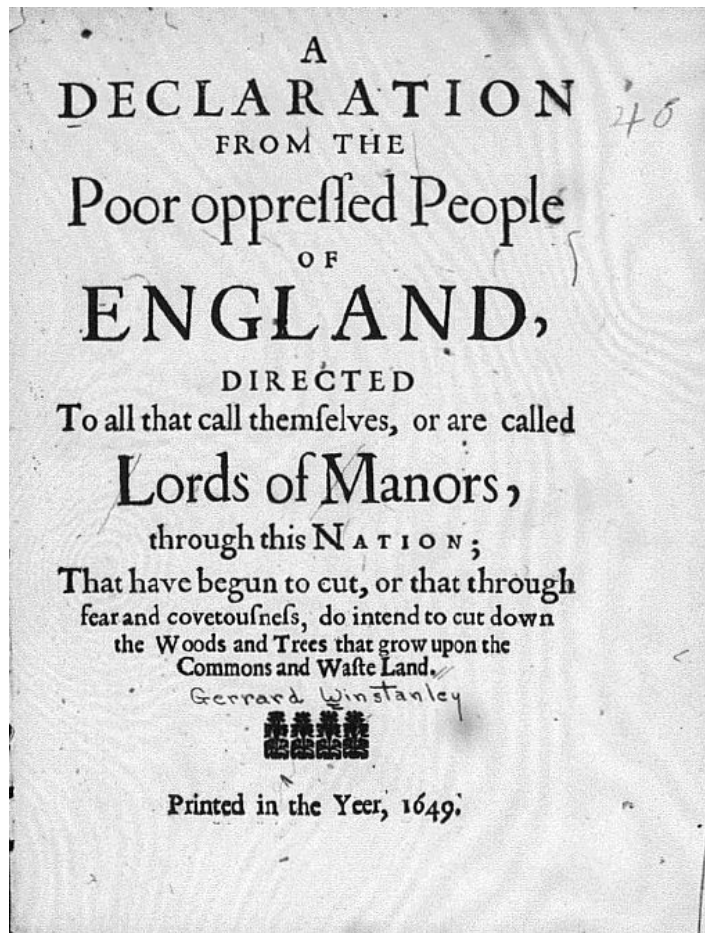 A
DECLARATION
FROM THE
Poor oppreſſed People
OF
ENGLAND,
DIRECTED
To all that call themſelves, or are called
Lords of Manors,
through this NATION;
That have begun to cut, or that through
fear and covetouſneſs, do intend to cut down
the Woods and Trees that grow upon the
Commons and Waſte Land.
Gerrard Winstanley
Printed in the Yeer, 1649.